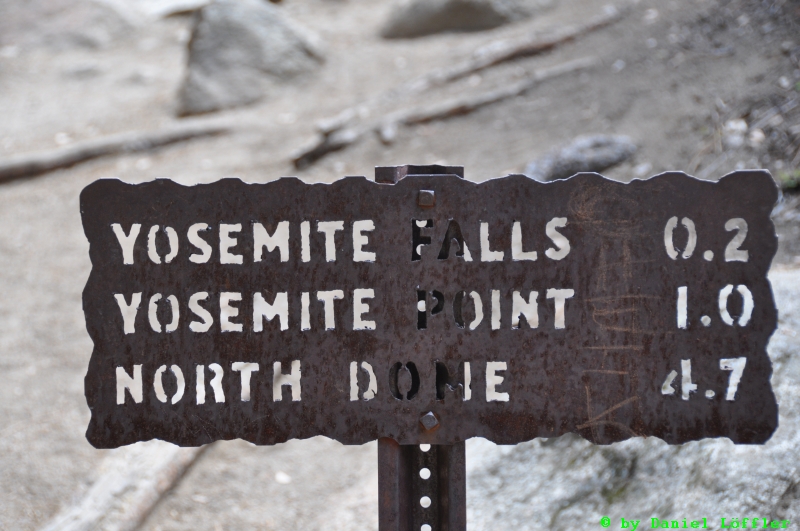 YOSEMITE FALLS 0.2
YOSEMITE POINT 1.0
NORTH DOME 4.7
© by Daniel Löffler